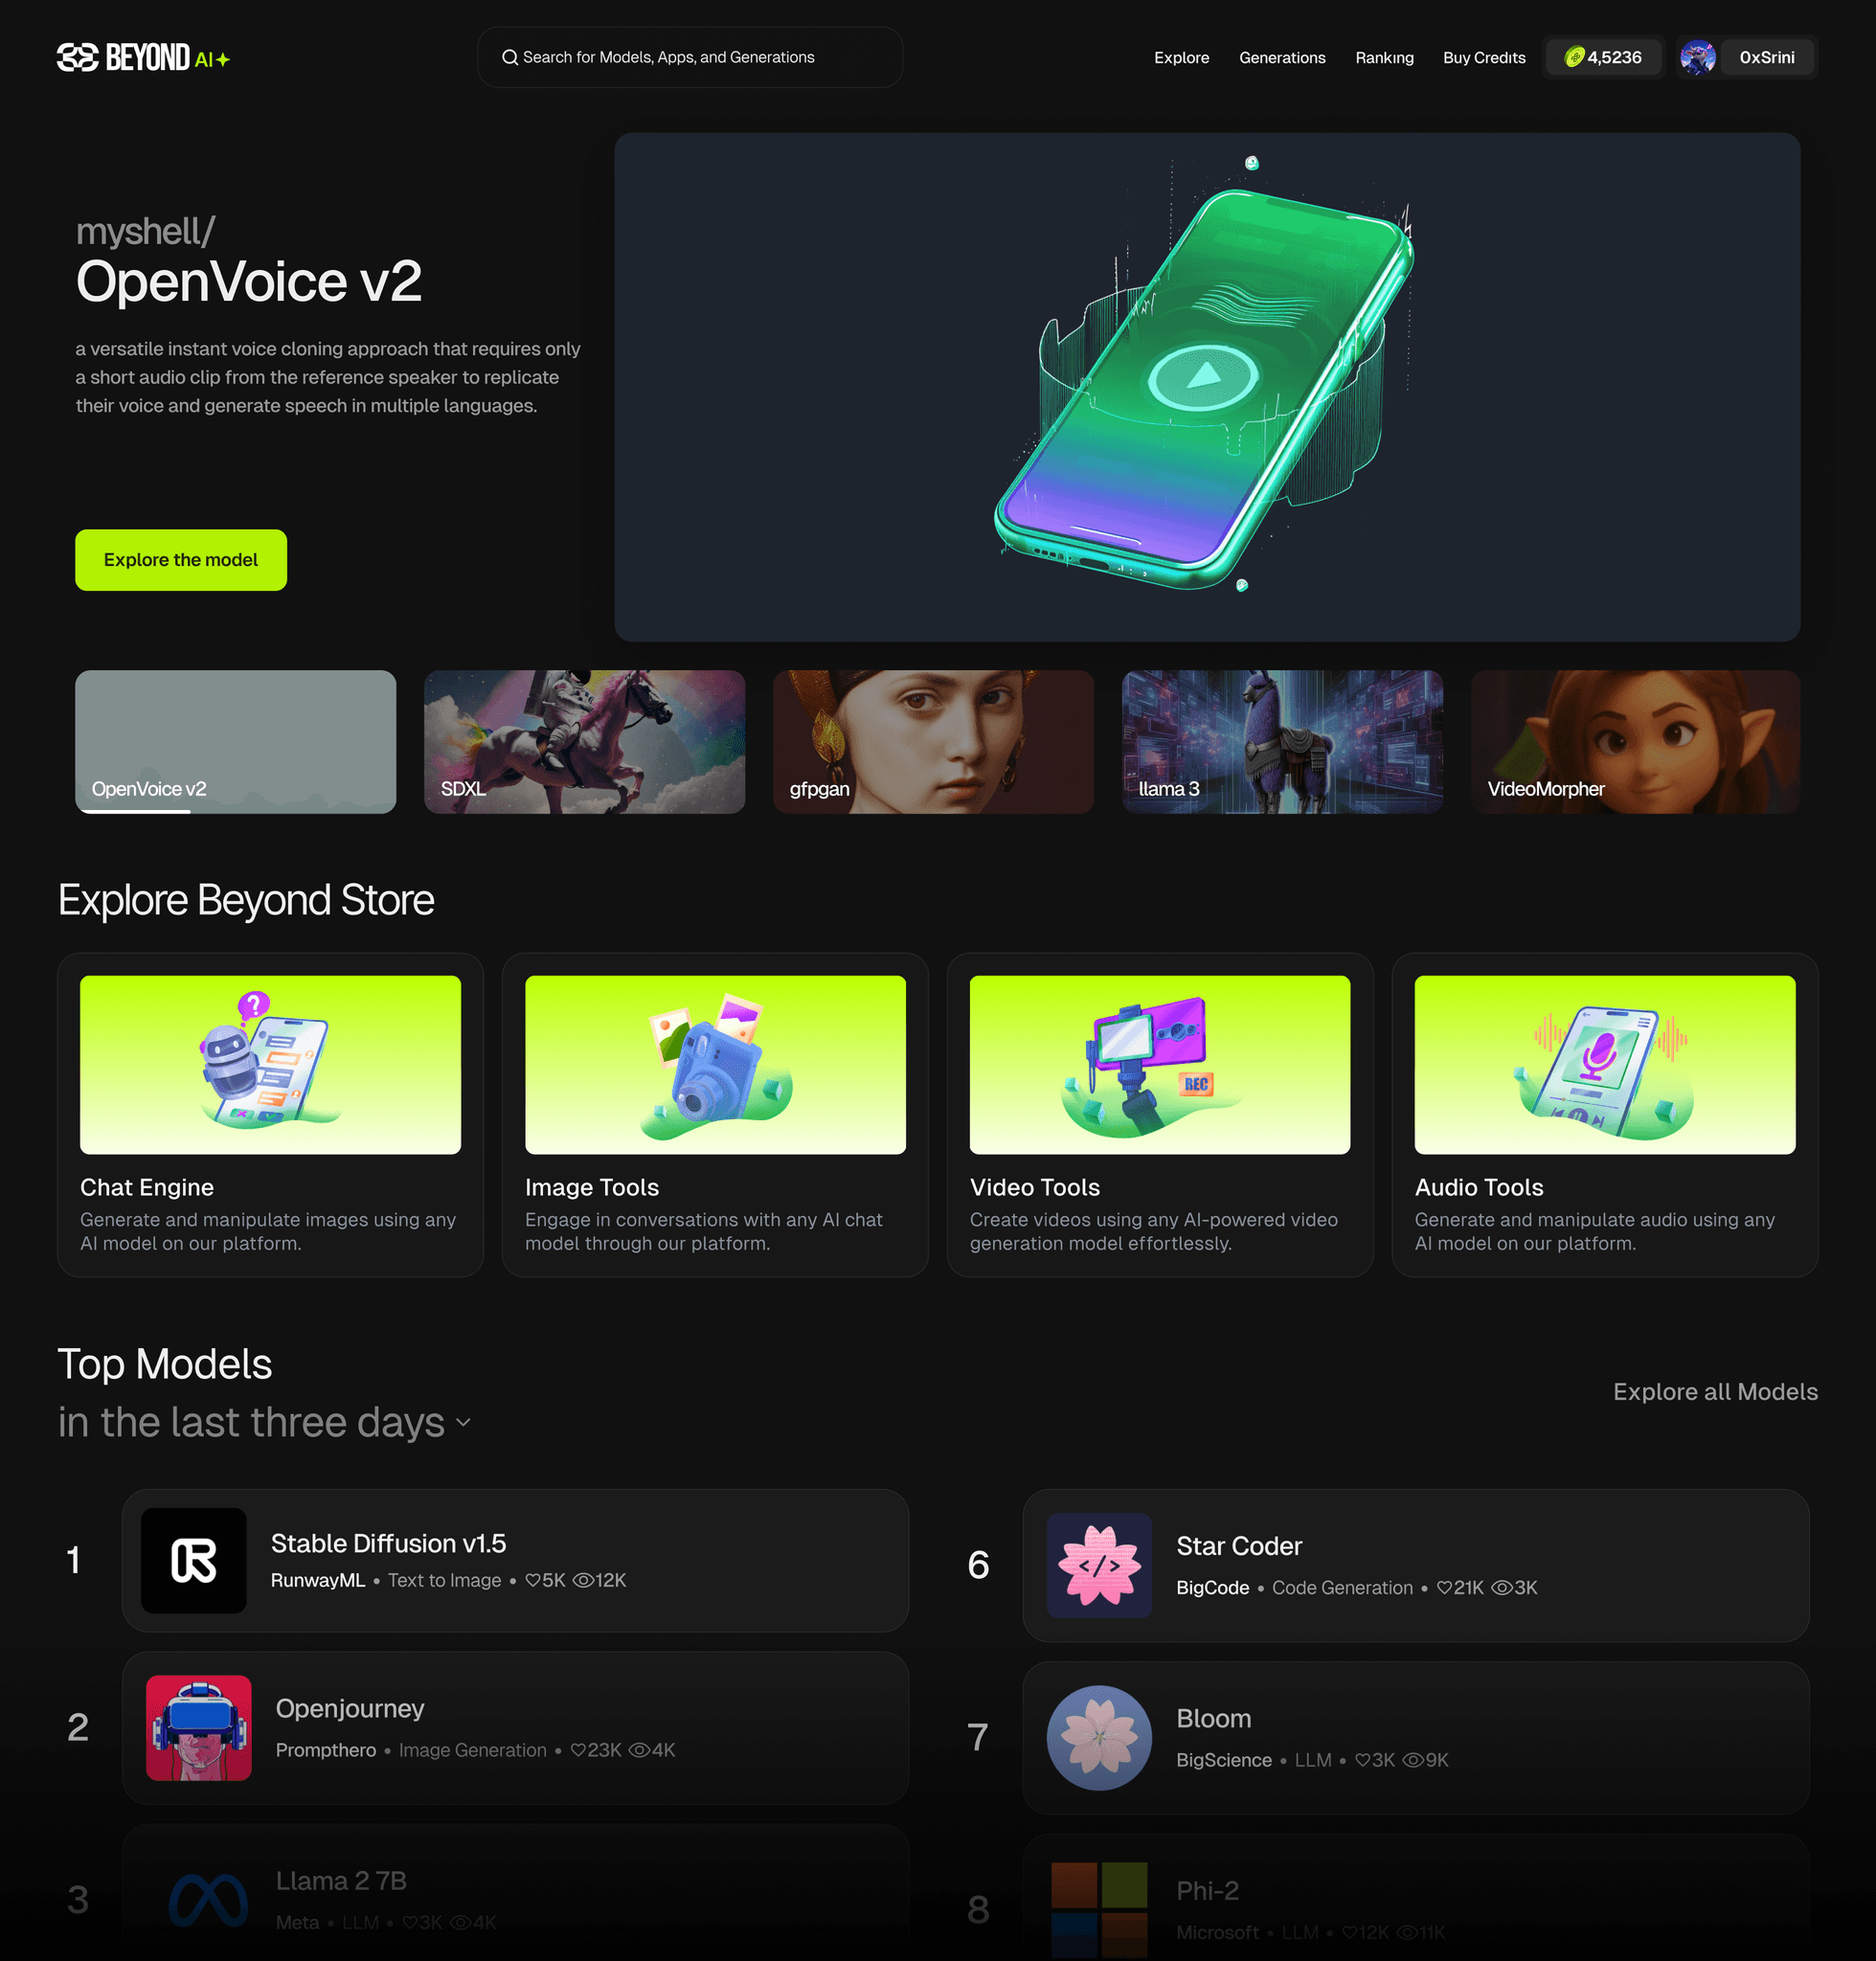 BEYOND AI
Search for Models, Apps, and Generations
Explore
Generations
Ranking
Buy Credits
4,5236
0xSrini
myshell/
OpenVoice v2
a versatile instant voice cloning approach that requires only
a short audio clip from the reference speaker to replicate
their voice and generate speech in multiple languages.
Explore the model
OpenVoice v2
SDXL
gfpgan
llama 3
VideoMorpher
Explore Beyond Store
?
REC
Chat Engine
Generate and manipulate images using any
AI model on our platform.
Image Tools
Engage in conversations with any AI chat
model through our platform.
Video Tools
Create videos using any AI-powered video
generation model effortlessly.
Audio Tools
Generate and manipulate audio using any
AI model on our platform.
Top Models
in the last three days
Explore all Models
1
Stable Diffusion v1.5
RunwayML • Text to Image • 5K 12K
2
Openjourney
Prompthero • Image Generation • 23K 4K
3
Llama 2 7B
Meta • LLM • 3K 4K
6
</>
Star Coder
BigCode • Code Generation • 21K 3K
7
Bloom
BigScience • LLM • 3K 9K
8
Phi-2
Microsoft • LLM • 12K 11K